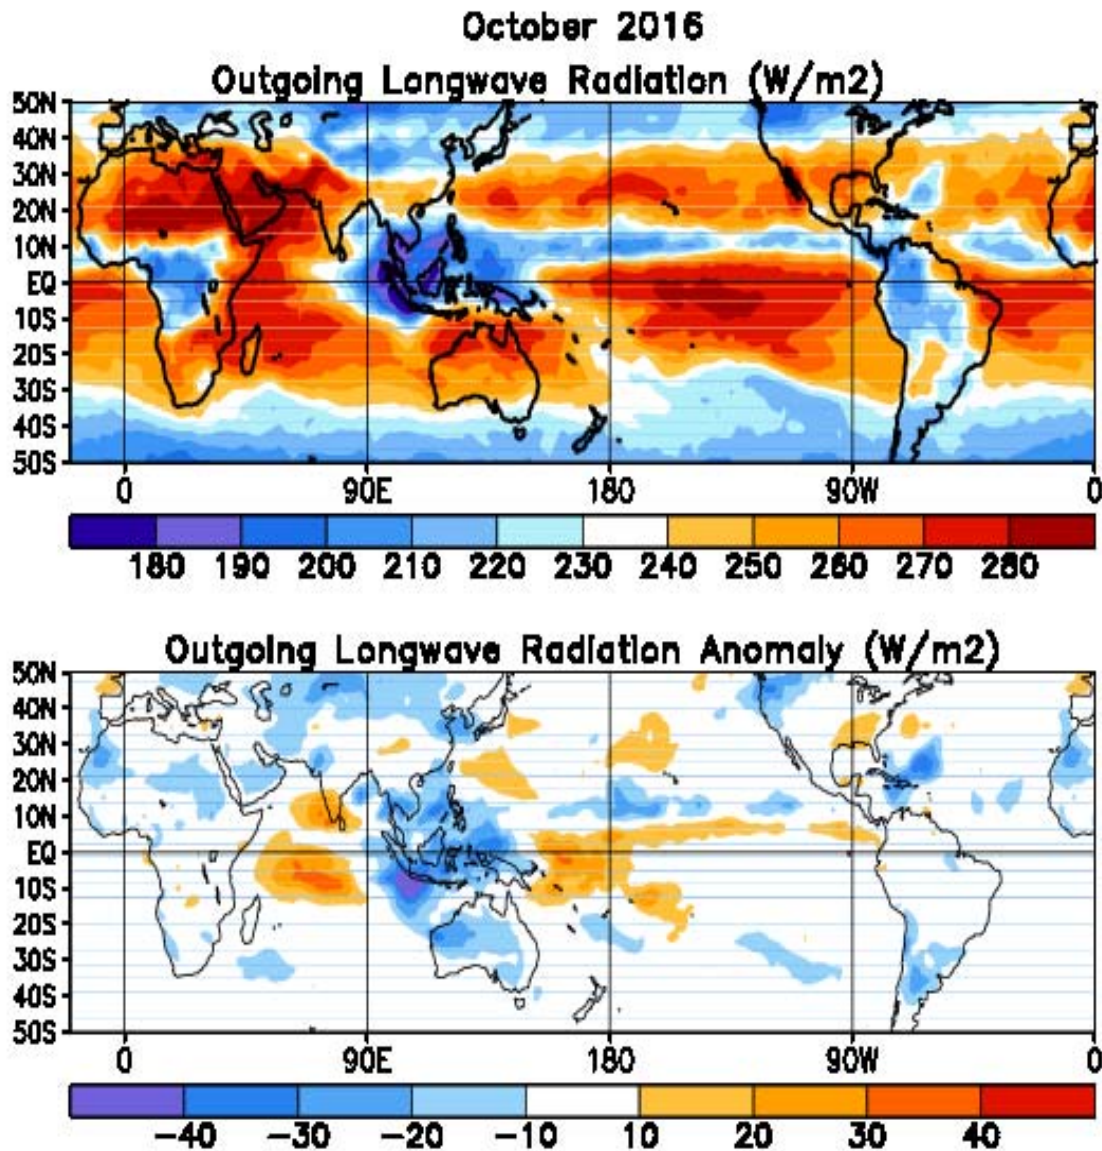 October 2016
Outgoing Longwave Radiation (W/m2)
50N
40N
30N
20N
10N
EQ
10S
20S
30S
40S
50S
0 90E 180 90W 0
180 190 200 210 220 230 240 250 260 270 280
Outgoing Longwave Radiation Anomaly (W/m2)
50N
40N
30N
20N
10N
EQ
10S
20S
30S
40S
50S
0 90E 180 90W 0
-40 -30 -20 -10 10 20 30 40